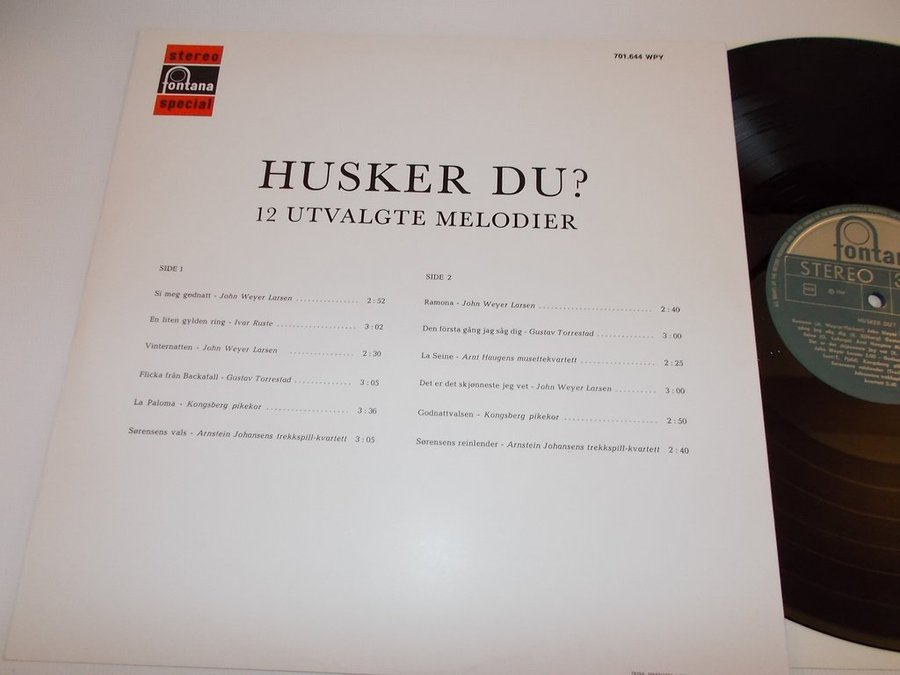 stereo
fontana
special
701.644 WPY
HUSKER DU?
12 UTVALGTE MELODIER
SIDE 1
Si meg godnatt - John Weyer Larsen .................... 2:52
En liten gylden ring - Ivar Ruste .................... 3:02
Vinternatten - John Weyer Larsen .................... 2:30
Flicka från Backafall - Gustav Torrestad .................... 3:05
La Paloma - Kongsberg pikekor .................... 3:36
Sørensens vals - Arnstein Johansens trekkspill-kvartett 3:05
SIDE 2
Ramona - John Weyer Larsen .................... 2:40
Den första gång jag såg dig - Gustav Torrestad .................... 3:00
La Seine - Arnt Haugens musettekvartett .................... 2:25
Det er det skjønneste jeg vet - John Weyer Larsen .................... 3:00
Godnattvalsen - Kongsberg pikekor .................... 2:50
Sørensens reinlender - Arnstein Johansens trekkspill-kvartett 2:40
fontana
STEREO
HUSKER DU?